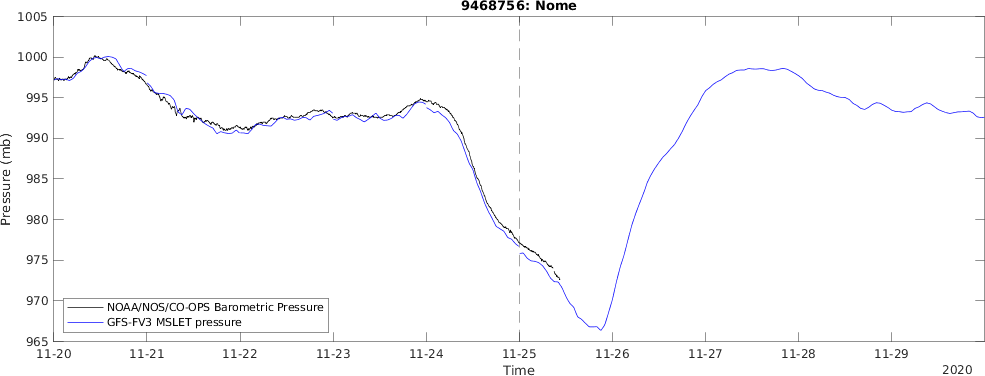 9468756: Nome
1005
1000
995
990
985
980
975
970
965
Pressure (mb)
NOAA/NOS/CO-OPS Barometric Pressure
GFS-FV3 MSLET pressure
11-20 11-21 11-22 11-23 11-24 11-25 11-26 11-27 11-28 11-29
Time
2020